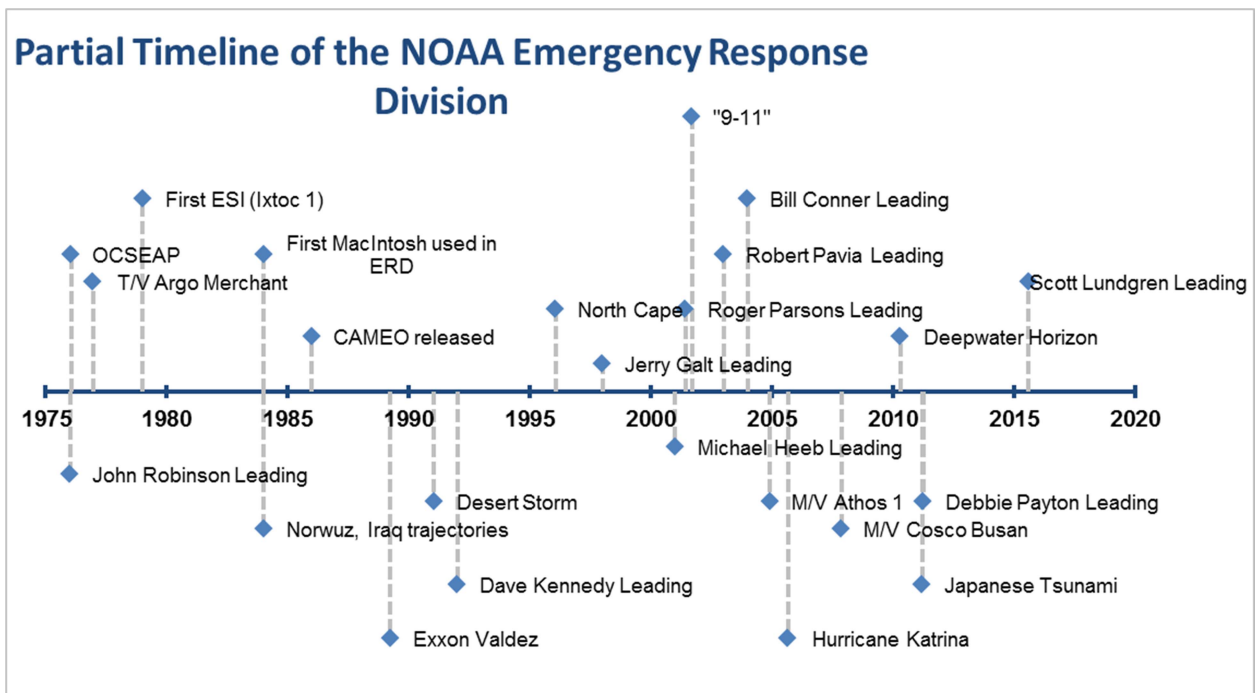 Partial Timeline of the NOAA Emergency Response
Division
"9-11"
First ESI (Ixtoc 1)
Bill Conner Leading
First MacIntosh used in
ERD
OCSEAP
Robert Pavia Leading
T/V Argo Merchant
Scott Lundgren Leading
North Cape
Roger Parsons Leading
CAMEO released
Deepwater Horizon
Jerry Galt Leading
1975 1980 1985 1990 1995 2000 2005 2010 2015 2020
Michael Heeb Leading
John Robinson Leading
Desert Storm
M/V Athos 1
Debbie Payton Leading
Norwuz, Iraq trajectories
M/V Cosco Busan
Dave Kennedy Leading
Japanese Tsunami
Exxon Valdez
Hurricane Katrina